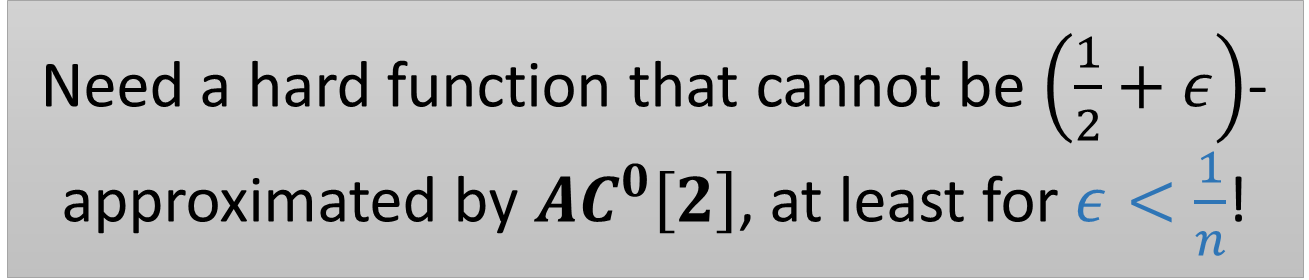 Need a hard function that cannot be (1/2 + ϵ)-
approximated by AC⁰[2], at least for ϵ < 1/n!